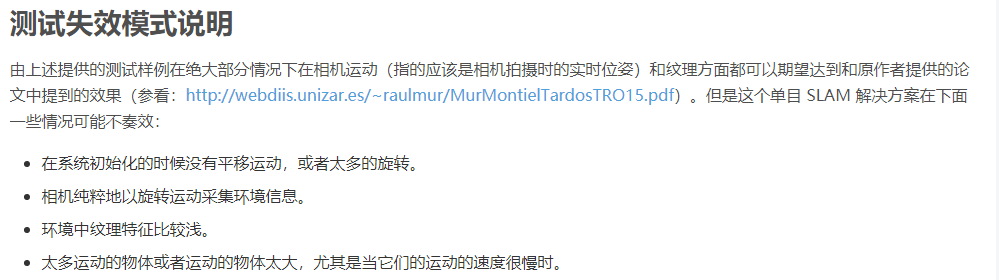 测试失效模式说明
由上述提供的测试样例在绝大部分情况下在相机运动（指的应该是相机拍摄时的实时位姿）和纹理方面都可以期望达到和原作者提供的论
文中提到的效果（参看：http://webdiis.unizar.es/~raulmur/MurMontielTardosTRO15.pdf）。但是这个单目 SLAM 解决方案在下面
一些情况可能不奏效：
• 在系统初始化的时候没有平移运动，或者太多的旋转。
• 相机纯粹地以旋转运动采集环境信息。
• 环境中纹理特征比较浅。
• 太多运动的物体或者运动的物体太大，尤其是当它们的运动的速度很慢时。